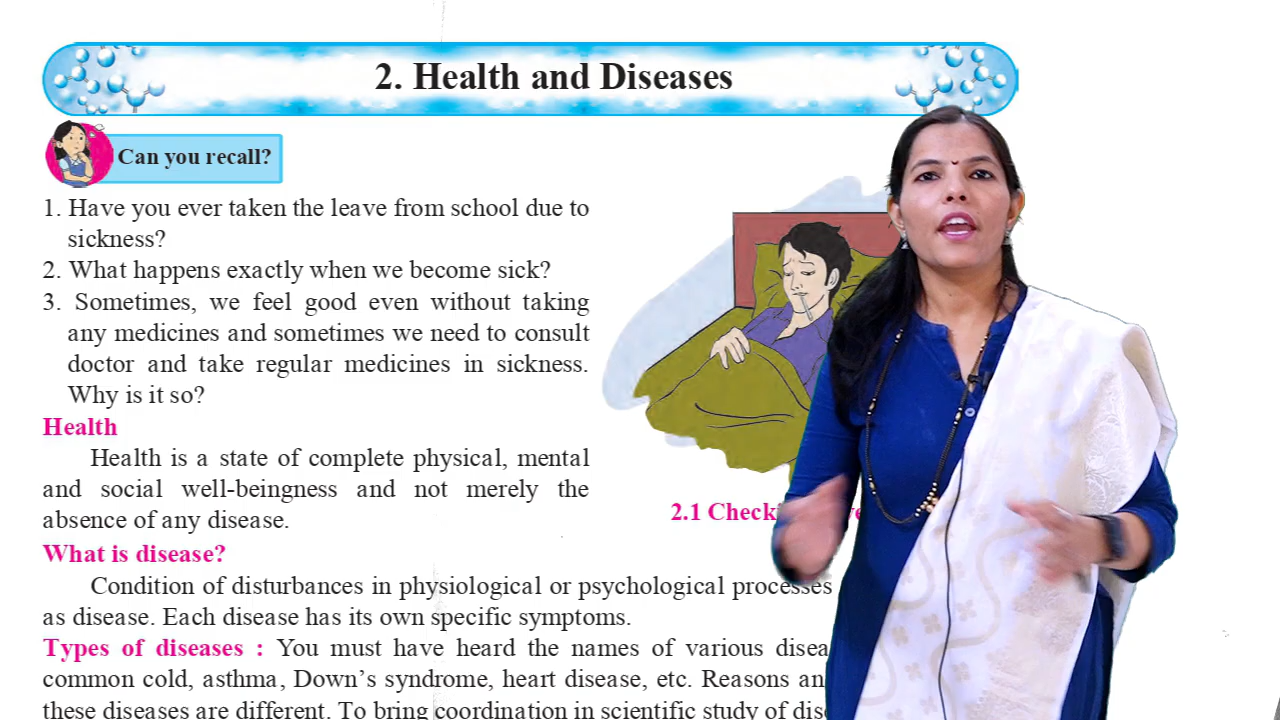 2. Health and Diseases
Can you recall?
1. Have you ever taken the leave from school due to
sickness?
2. What happens exactly when we become sick?
3. Sometimes, we feel good even without taking
any medicines and sometimes we need to consult
doctor and take regular medicines in sickness.
Why is it so?
Health
Health is a state of complete physical, mental
and social well-beingness and not merely the
absence of any disease.
2.1
What is disease?
Condition of disturbances in physiological or psychological processes
as disease. Each disease has its own specific symptoms.
Types of diseases : You must have heard the names of various
common cold, asthma, Down's syndrome, heart disease, etc. Reasons
these diseases are different. To bring coordination in scientific study of